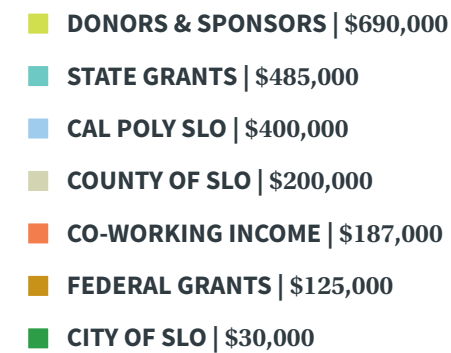 DONORS & SPONSORS | $690,000
STATE GRANTS | $485,000
CAL POLY SLO | $400,000
COUNTY OF SLO | $200,000
CO-WORKING INCOME | $187,000
FEDERAL GRANTS | $125,000
CITY OF SLO | $30,000